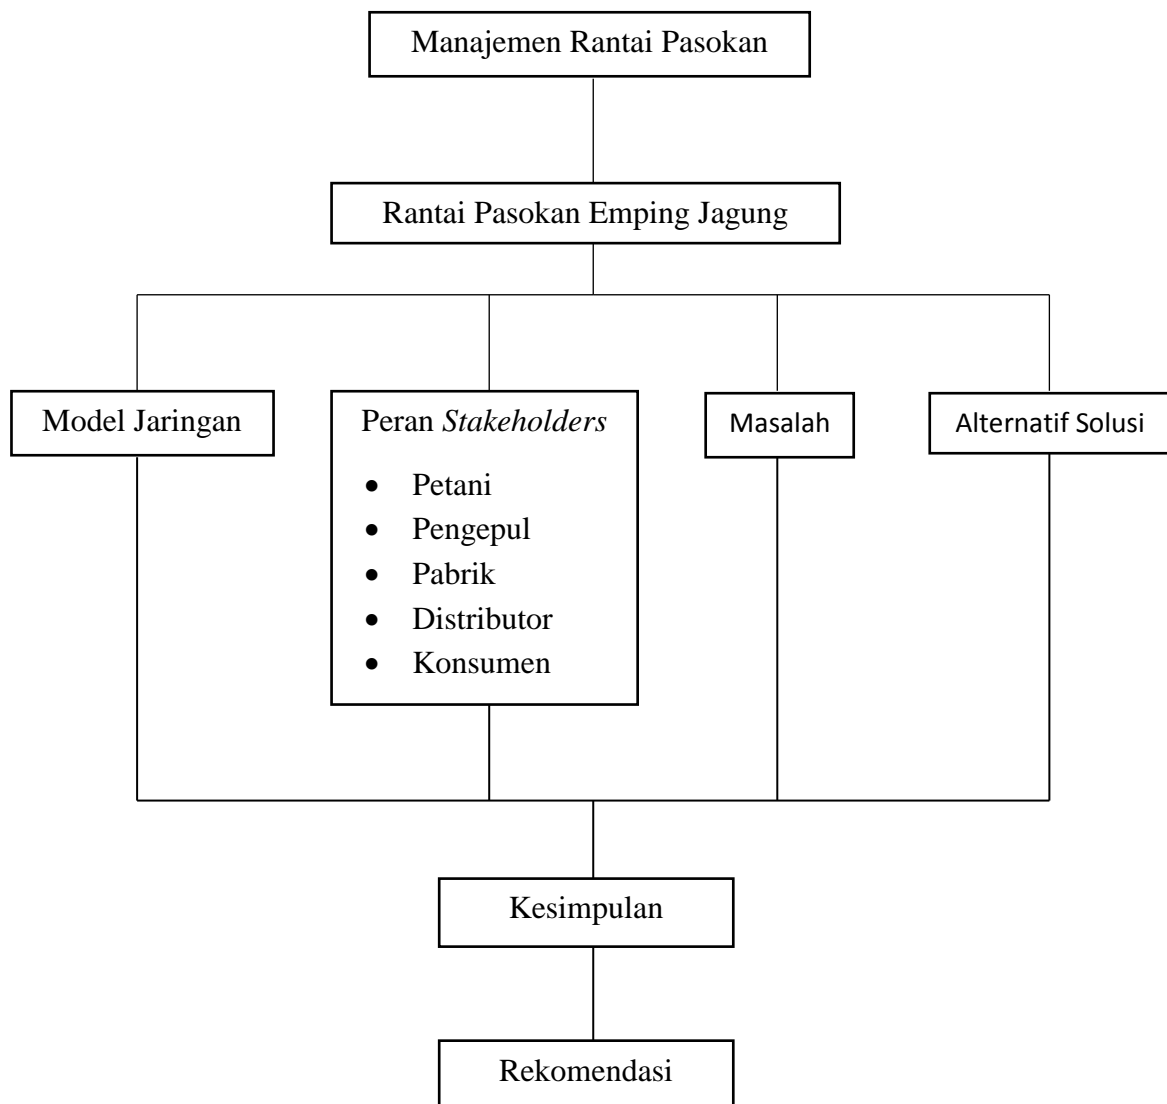 Manajemen Rantai Pasokan
Rantai Pasokan Emping Jagung
Model Jaringan
Peran Stakeholders
• Petani
• Pengepul
• Pabrik
• Distributor
• Konsumen
Masalah
Alternatif Solusi
Kesimpulan
Rekomendasi